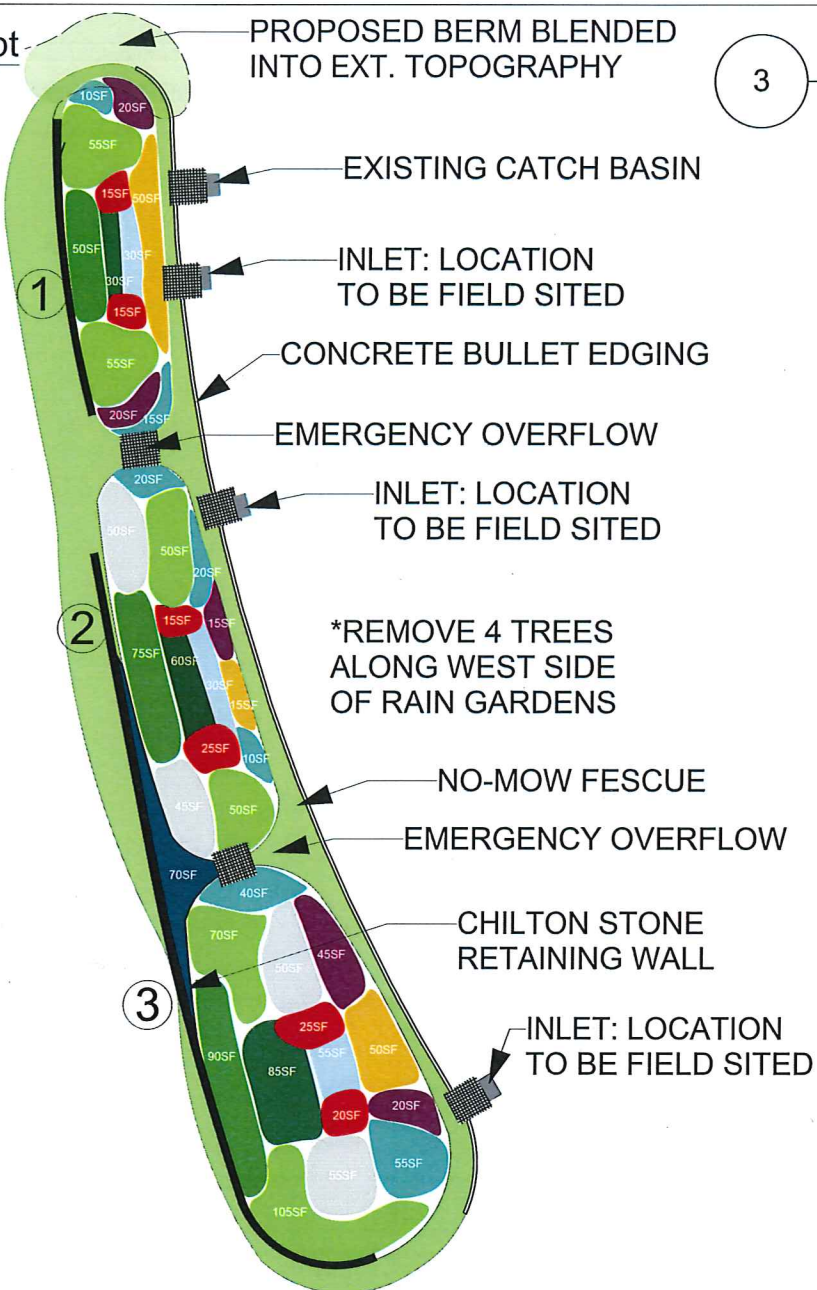 ot
PROPOSED BERM BLENDED
INTO EXT. TOPOGRAPHY
3
10SF
20SF
55SF
EXISTING CATCH BASIN
15SF
50SF
50SF
30SF
INLET: LOCATION
TO BE FIELD SITED
30SF
1
15SF
55SF
CONCRETE BULLET EDGING
20SF
15SF
EMERGENCY OVERFLOW
20SF
INLET: LOCATION
TO BE FIELD SITED
50SF
50SF
20SF
2
15SF
15SF
*REMOVE 4 TREES
ALONG WEST SIDE
OF RAIN GARDENS
75SF
60SF
30SF
15SF
25SF
10SF
NO-MOW FESCUE
45SF
50SF
EMERGENCY OVERFLOW
70SF
40SF
CHILTON STONE
RETAINING WALL
70SF
50SF
45SF
3
25SF
INLET: LOCATION
TO BE FIELD SITED
90SF
85SF
55SF
50SF
20SF
20SF
55SF
55SF
105SF